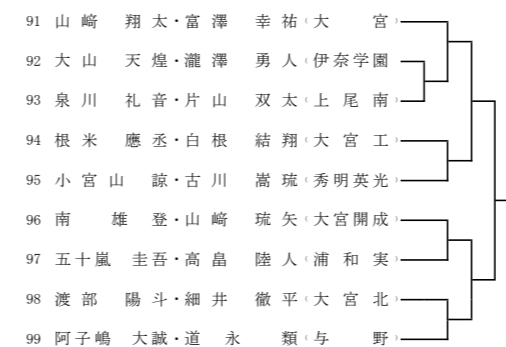 91 山﨑 翔太・富澤 幸祐（大宮）
92 大山 天煌・瀧澤 勇人（伊奈学園）
93 泉川 礼音・片山 双太（上尾南）
94 根米 應丞・白根 結翔（大宮工）
95 小宮山 諒・古川 嵩琉（秀明英光）
96 南 雄登・山﨑 琉矢（大宮開成）
97 五十嵐 圭吾・高畠 陸人（浦和実）
98 渡部 陽斗・細井 徹平（大宮北）
99 阿子嶋 大誠・道永 類（与野）